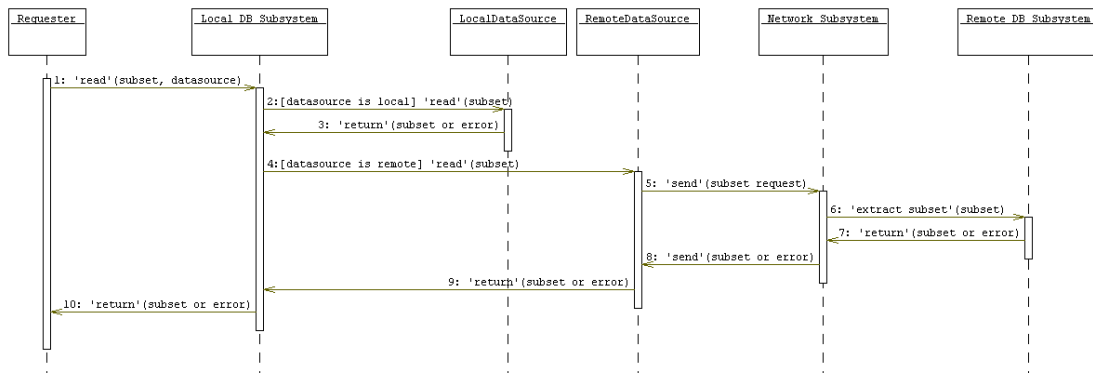 Requester
Local DB Subsystem
LocalDataSource
RemoteDataSource
Network Subsystem
Remote DB Subsystem
1: 'read'(subset, datasource)
2:[datasource is local] 'read'(subset)
3: 'return'(subset or error)
4:[datasource is remote] 'read'(subset)
5: 'send'(subset request)
6: 'extract subset'(subset)
7: 'return'(subset or error)
8: 'send'(subset or error)
9: 'return'(subset or error)
10: 'return'(subset or error)